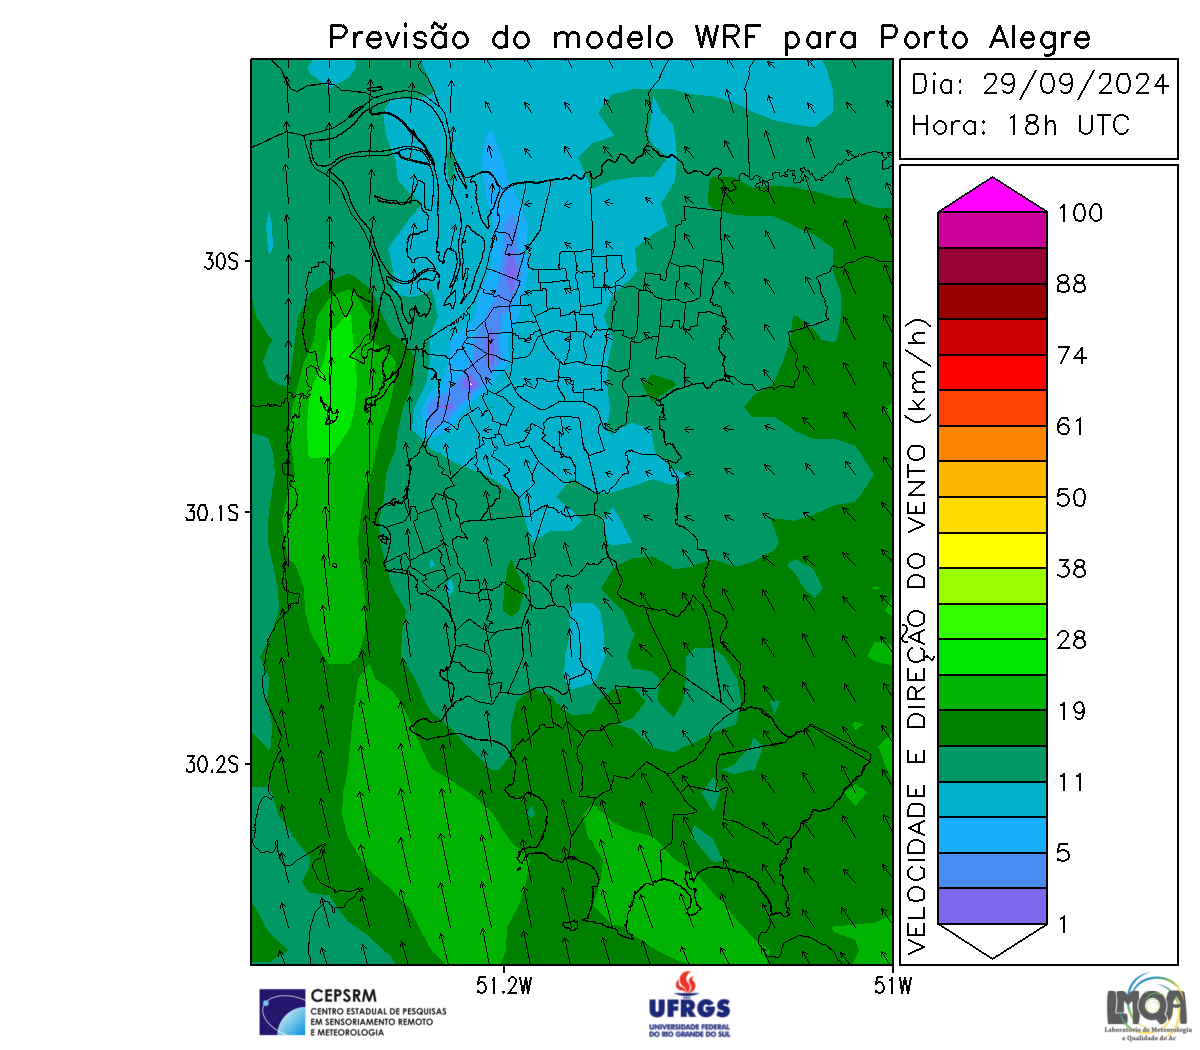 Previsão do modelo WRF para Porto Alegre
Dia: 29/09/2024
Hora: 18h UTC
100
88
74
61
50
38
28
19
11
5
1
VELOCIDADE E DIREÇÃO DO VENTO (km/h)
30S
30.1S
30.2S
51.2W
51W
CEPSRM
CENTRO ESTADUAL DE PESQUISAS
EM SENSORIAMENTO REMOTO
E METEOROLOGIA
UFRGS
UNIVERSIDADE FEDERAL
DO RIO GRANDE DO SUL
LMQA
Laboratório de Meteorologia
e Qualidade do Ar